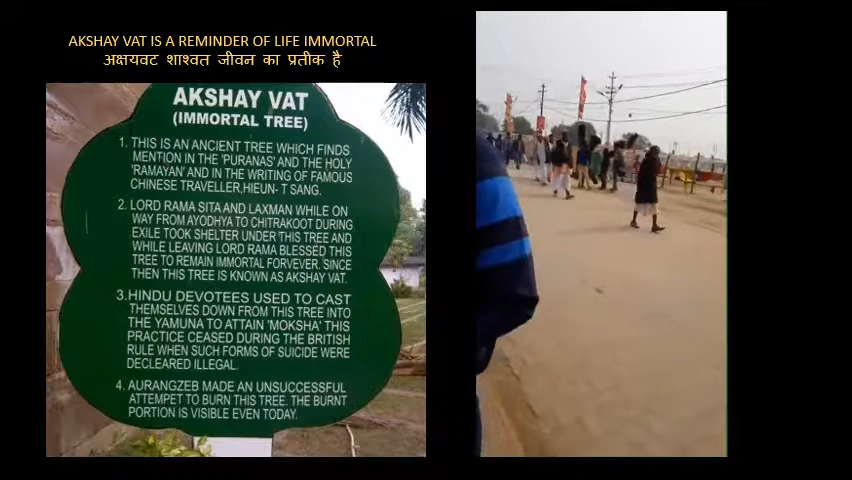 AKSHAY VAT IS A REMINDER OF LIFE IMMORTAL
अक्षयवट शाश्वत जीवन का प्रतीक है
AKSHAY VAT
(IMMORTAL TREE)
1. THIS IS AN ANCIENT TREE WHICH FINDS
MENTION IN THE 'PURANAS' AND THE HOLY
'RAMAYAN' AND IN THE WRITING OF FAMOUS
CHINESE TRAVELLER,HIEUN- T SANG.
2. LORD RAMA SITA AND LAXMAN WHILE ON
WAY FROM AYODHYA TO CHITRAKOOT DURING
EXILE TOOK SHELTER UNDER THIS TREE AND
WHILE LEAVING LORD RAMA BLESSED THIS
TREE TO REMAIN IMMORTAL FORVEVER. SINCE
THEN THIS TREE IS KNOWN AS AKSHAY VAT.
3. HINDU DEVOTEES USED TO CAST
THEMSELVES DOWN FROM THIS TREE INTO
THE YAMUNA TO ATTAIN 'MOKSHA' THIS
PRACTICE CEASED DURING THE BRITISH
RULE WHEN SUCH FORMS OF SUICIDE WERE
DECLEARED ILLEGAL.
4. AURANGZEB MADE AN UNSUCCESSFUL
ATTEMPET TO BURN THIS TREE. THE BURNT
PORTION IS VISIBLE EVEN TODAY.